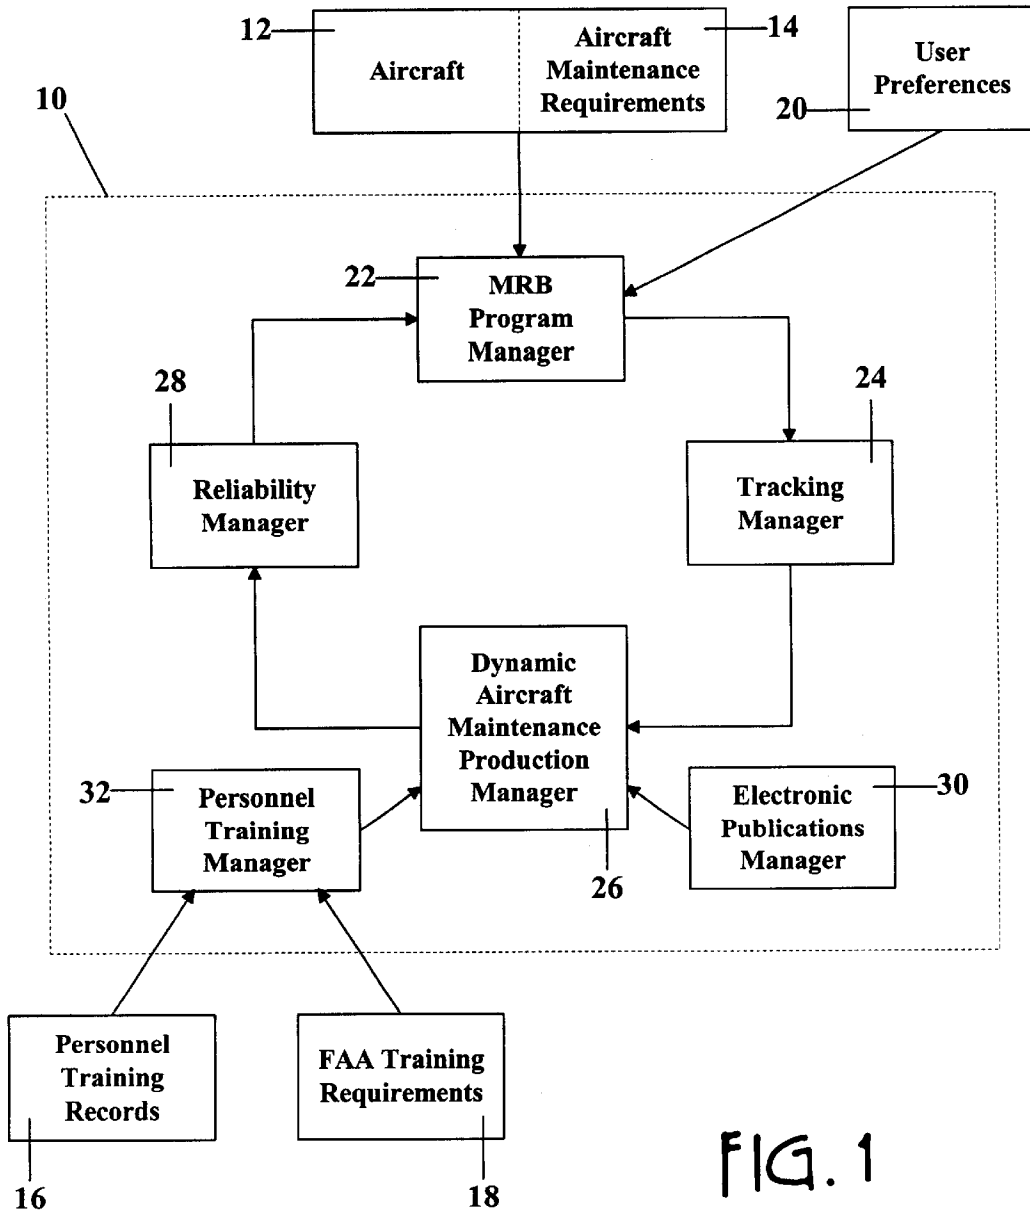 12
Aircraft
Aircraft
Maintenance
Requirements
14
User
Preferences
20
10
22
MRB
Program
Manager
28
Reliability
Manager
24
Tracking
Manager
Dynamic
Aircraft
Maintenance
Production
Manager
26
32
Personnel
Training
Manager
Electronic
Publications
Manager
30
Personnel
Training
Records
16
FAA Training
Requirements
18
FIG. 1